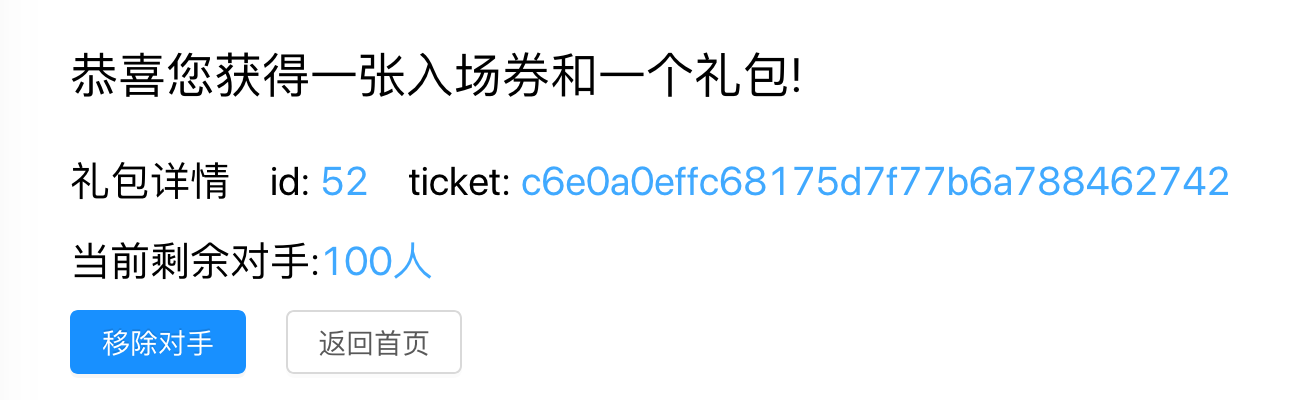 恭喜您获得一张入场券和一个礼包!
礼包详情 id: 52 ticket: c6e0a0effc68175d7f77b6a788462742
当前剩余对手:100人
移除对手 返回首页